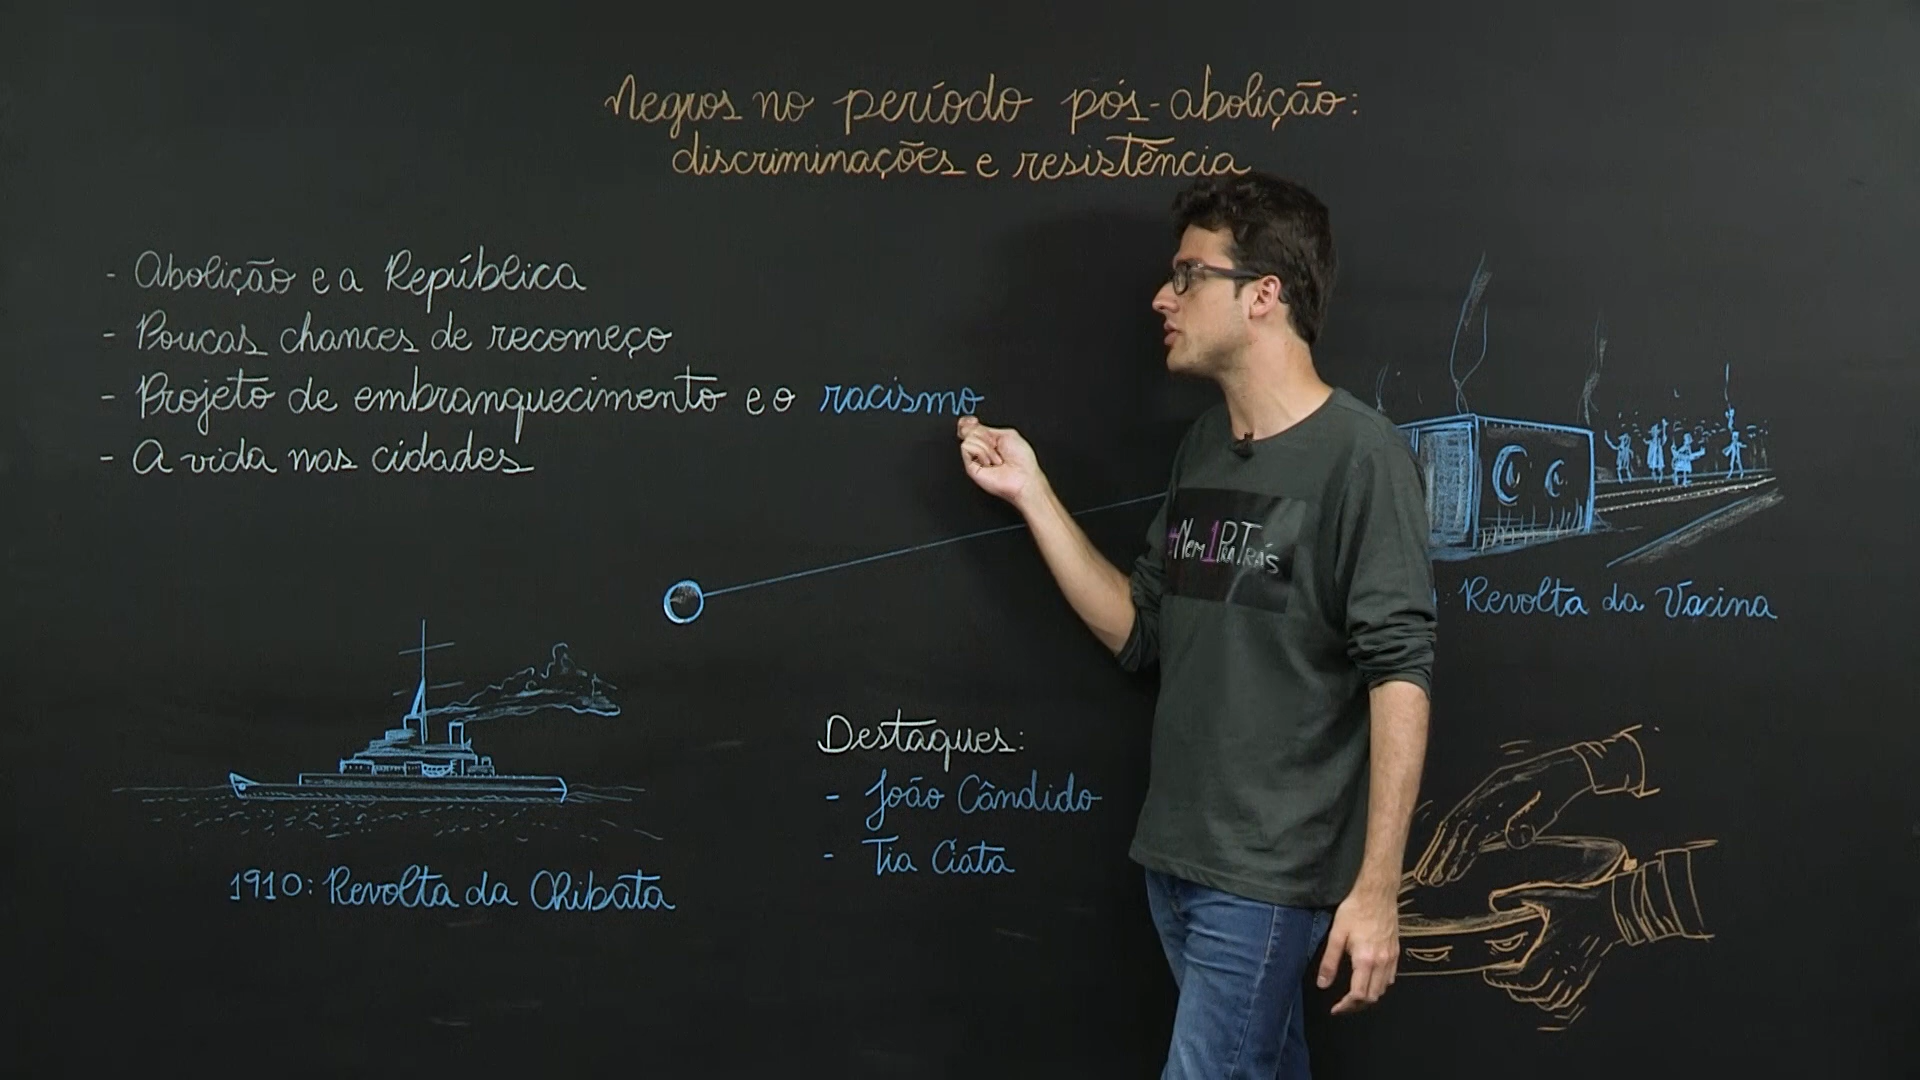 Negros no período pós-abolição:
discriminações e resistência
- Abolição e a República
- Poucas chances de recomeço
- Projeto de embranquecimento e o racismo
- A vida nas cidades
#Nem1PraTrás
: Revolta da Vacina
Destaques:
- João Cândido
- Tia Ciata
1910: Revolta da Chibata